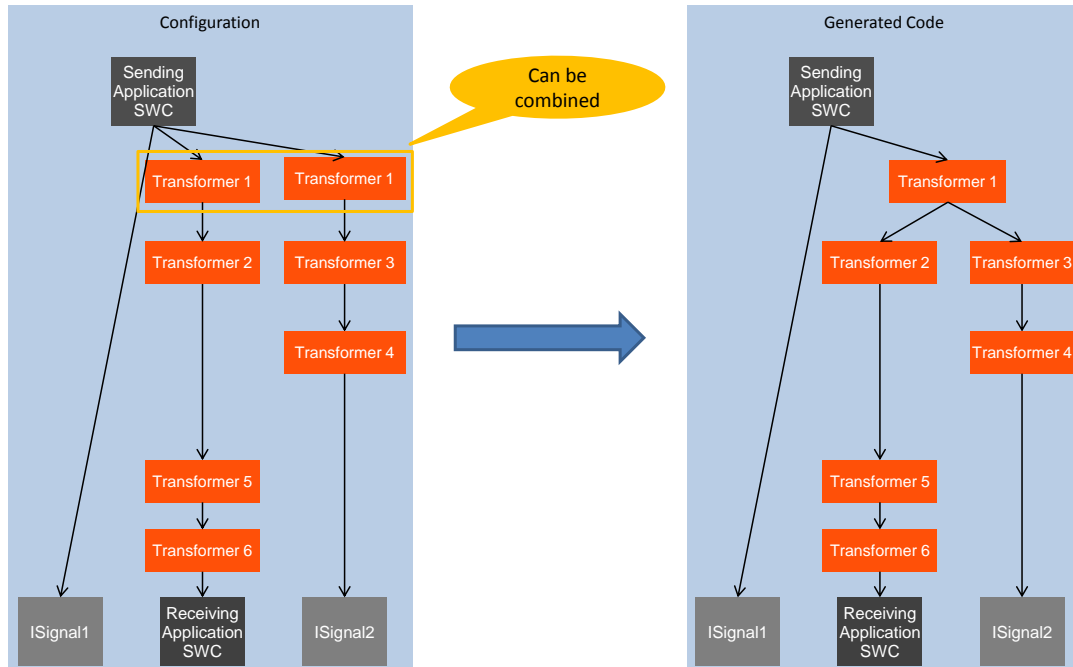 Configuration
Sending
Application
SWC
Can be
combined
Transformer 1
Transformer 1
Transformer 2
Transformer 3
Transformer 4
Transformer 5
Transformer 6
ISignal1
Receiving
Application
SWC
ISignal2
Generated Code
Sending
Application
SWC
Transformer 1
Transformer 2
Transformer 3
Transformer 4
Transformer 5
Transformer 6
ISignal1
Receiving
Application
SWC
ISignal2